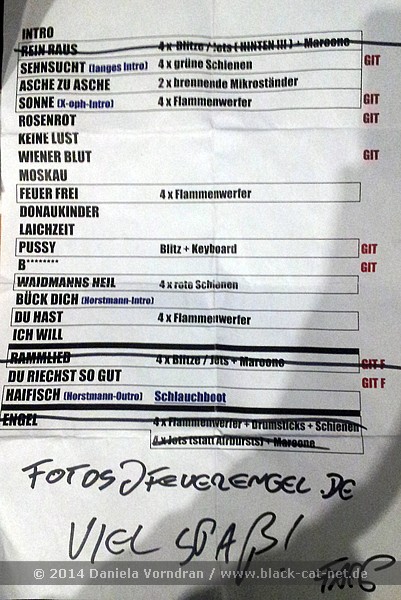 INTRO
REIN RAUS 4 x Blitze / Jets ( HINTEN !!! ) + Maroone
SEHNSUCHT (langes Intro) 4 x grüne Schienen GIT
ASCHE ZU ASCHE 2 x brennende Mikroständer
SONNE (X-oph-Intro) 4 x Flammenwerfer GIT
ROSENROT GIT
KEINE LUST
WIENER BLUT GIT
MOSKAU
FEUER FREI 4 x Flammenwerfer
DONAUKINDER
LAICHZEIT
PUSSY Blitz + Keyboard GIT
B******** GIT
WAIDMANNS HEIL 4 x rote Schienen
BÜCK DICH (Horstmann-Intro)
DU HAST 4 x Flammenwerfer
ICH WILL
RAMMLIED 4 x Blitze / Jets + Maroone GIT F
DU RIECHST SO GUT GIT F
HAIFISCH (Horstmann-Outro) Schlauchboot
ENGEL 4 x Flammenwerfer + Drumsticks + Schienen
Jets (statt Airbursts) + Maroone
FOTOS@FEUERENGEL.DE
VIEL SPAß!
© 2014 Daniela Vorndran / www.black-cat-net.de